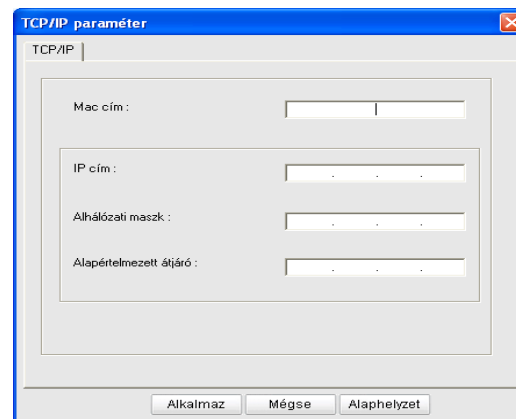 TCP/IP paraméter
TCP/IP
Mac cím :
IP cím :
. . .
Alhálózati maszk :
. . .
Alapértelmezett átjáró :
. . .
Alkalmaz Mégse Alaphelyzet